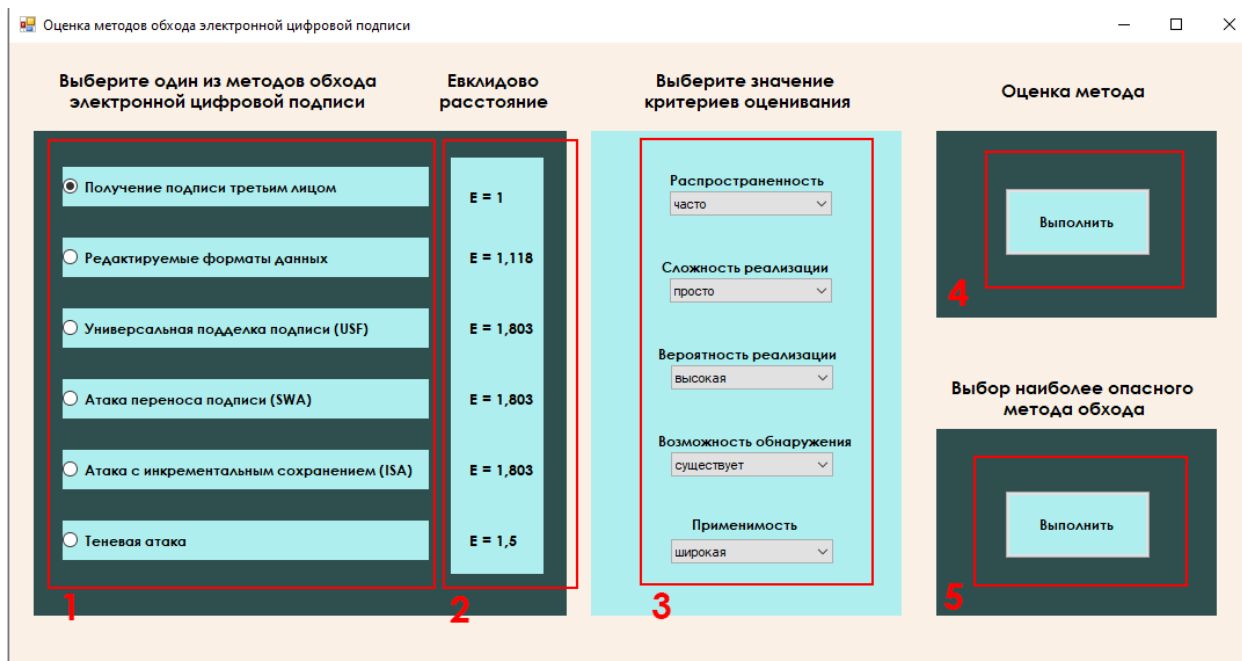 Оценка методов обхода электронной цифровой подписи
Выберите один из методов обхода
электронной цифровой подписи
Евклидово
расстояние
Выберите значение
критериев оценивания
Оценка метода
Получение подписи третьим лицом
Редактируемые форматы данных
Универсальная подделка подписи (USF)
Атака переноса подписи (SWA)
Атака с инкрементальным сохранением (ISA)
Теневая атака
1
E = 1
E = 1,118
E = 1,803
E = 1,803
E = 1,803
E = 1,5
2
Распространенность
часто
Сложность реализации
просто
Вероятность реализации
высокая
Возможность обнаружения
существует
Применимость
широкая
3
Выполнить
4
Выбор наиболее опасного
метода обхода
Выполнить
5